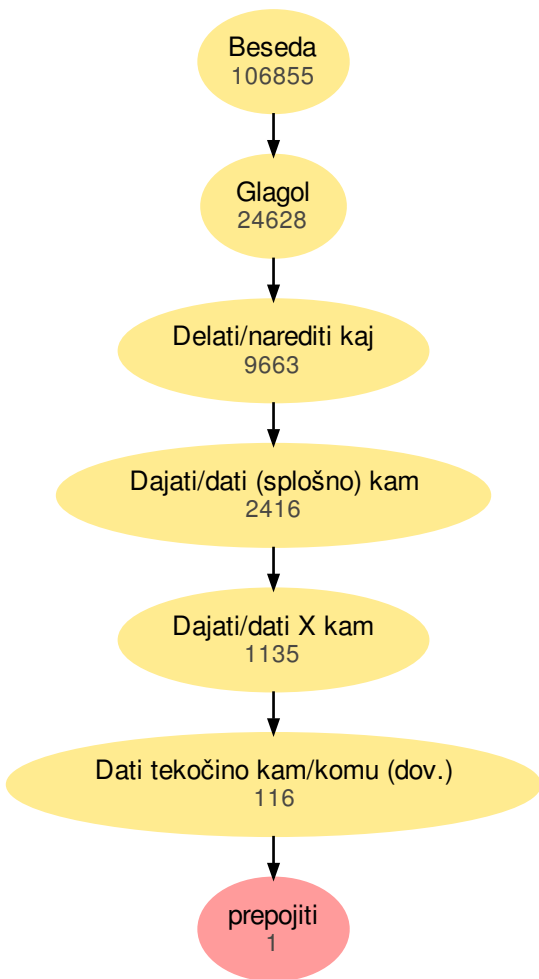 Beseda
106855
Glagol
24628
Delati/narediti kaj
9663
Dajati/dati (splošno) kam
2416
Dajati/dati X kam
1135
Dati tekočino kam/komu (dov.)
116
prepojiti
1